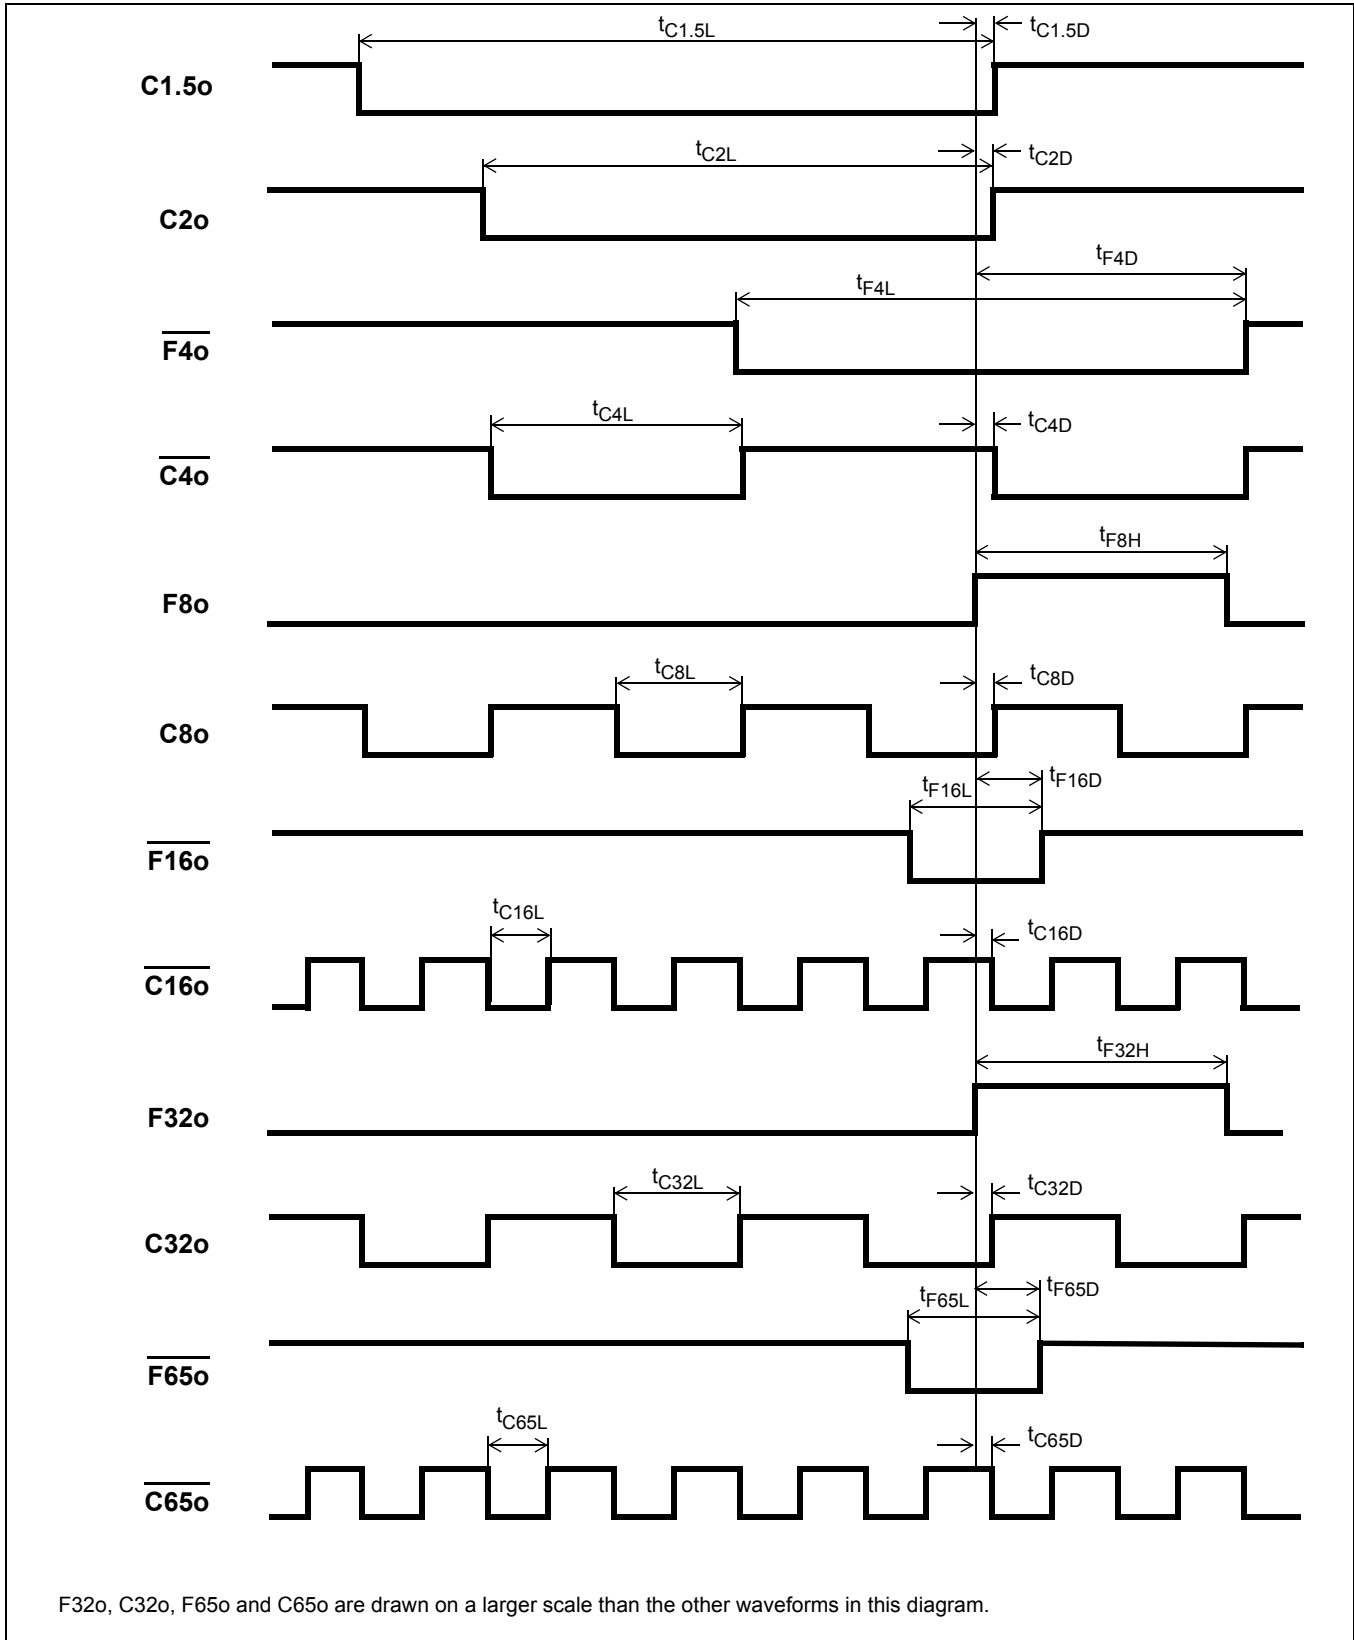 tC1.5L tC1.5D
C1.5o
tC2L tC2D
C2o
tF4D
tF4L
F4o
tC4L tC4D
C4o
tF8H
F8o
tC8L tC8D
C8o
tF16L tF16D
F16o
tC16L tC16D
C16o
tF32H
F32o
tC32L tC32D
C32o
tF65L tF65D
F65o
tC65L tC65D
C65o
F32o, C32o, F65o and C65o are drawn on a larger scale than the other waveforms in this diagram.